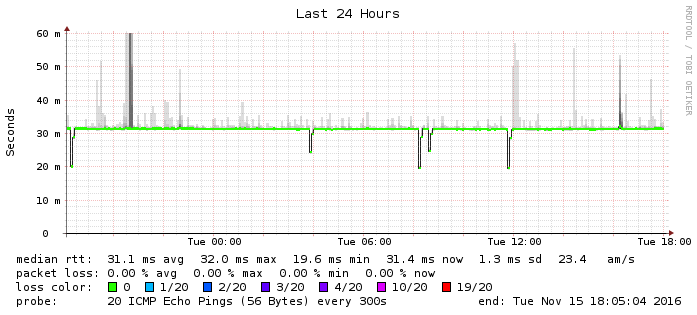 Last 24 Hours
RRDTOOL / TOBI OETIKER
Seconds
60 m
50 m
40 m
30 m
20 m
10 m
0
Tue 00:00 Tue 06:00 Tue 12:00 Tue 18:00
median rtt: 31.1 ms avg 32.0 ms max 19.6 ms min 31.4 ms now 1.3 ms sd 23.4 am/s
packet loss: 0.00 % avg 0.00 % max 0.00 % min 0.00 % now
loss color: 0 1/20 2/20 3/20 4/20 10/20 19/20
probe: 20 ICMP Echo Pings (56 Bytes) every 300s end: Tue Nov 15 18:05:04 2016